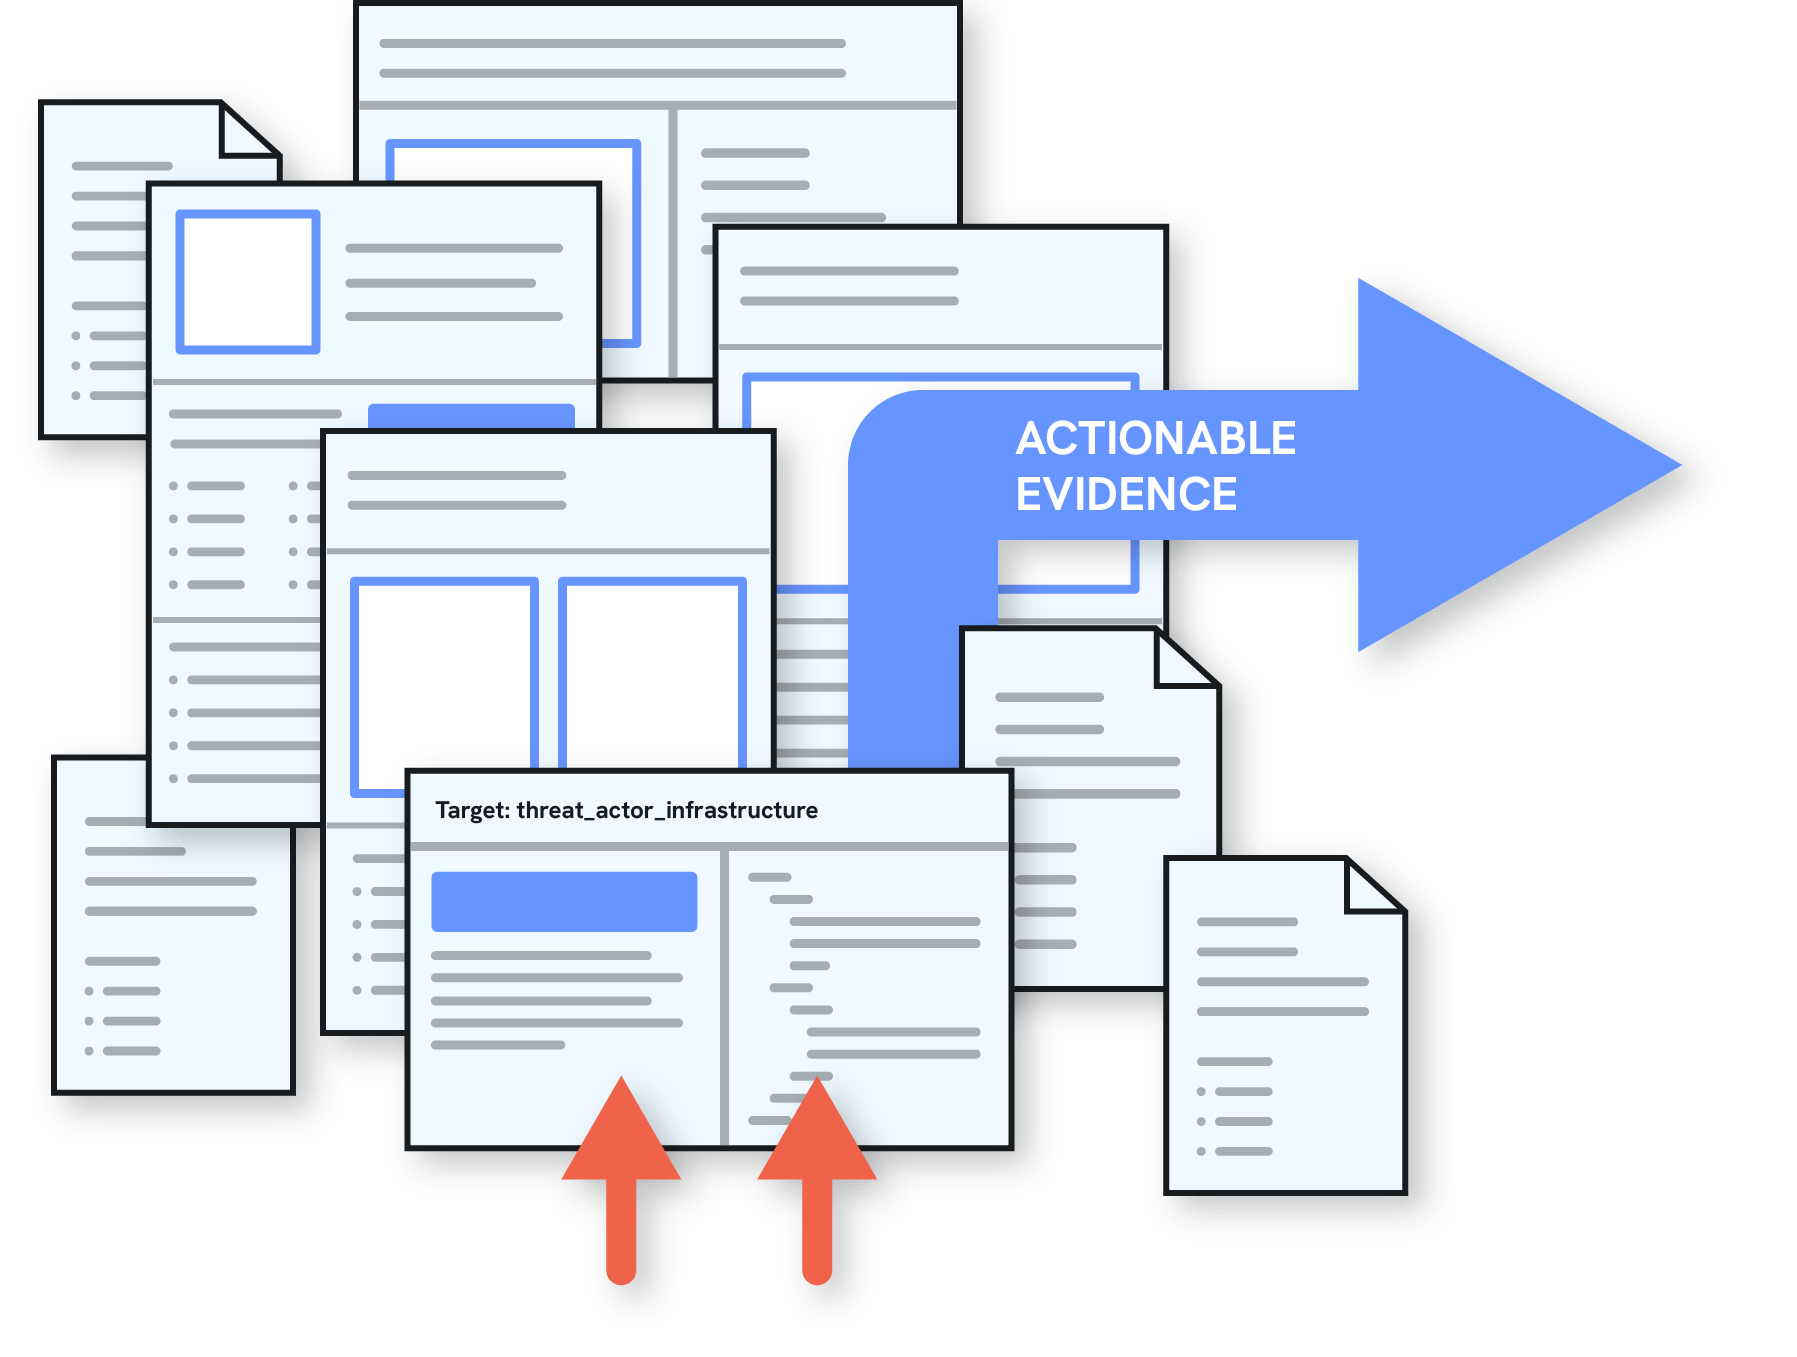 ACTIONABLE
EVIDENCE
Target: threat_actor_infrastructure